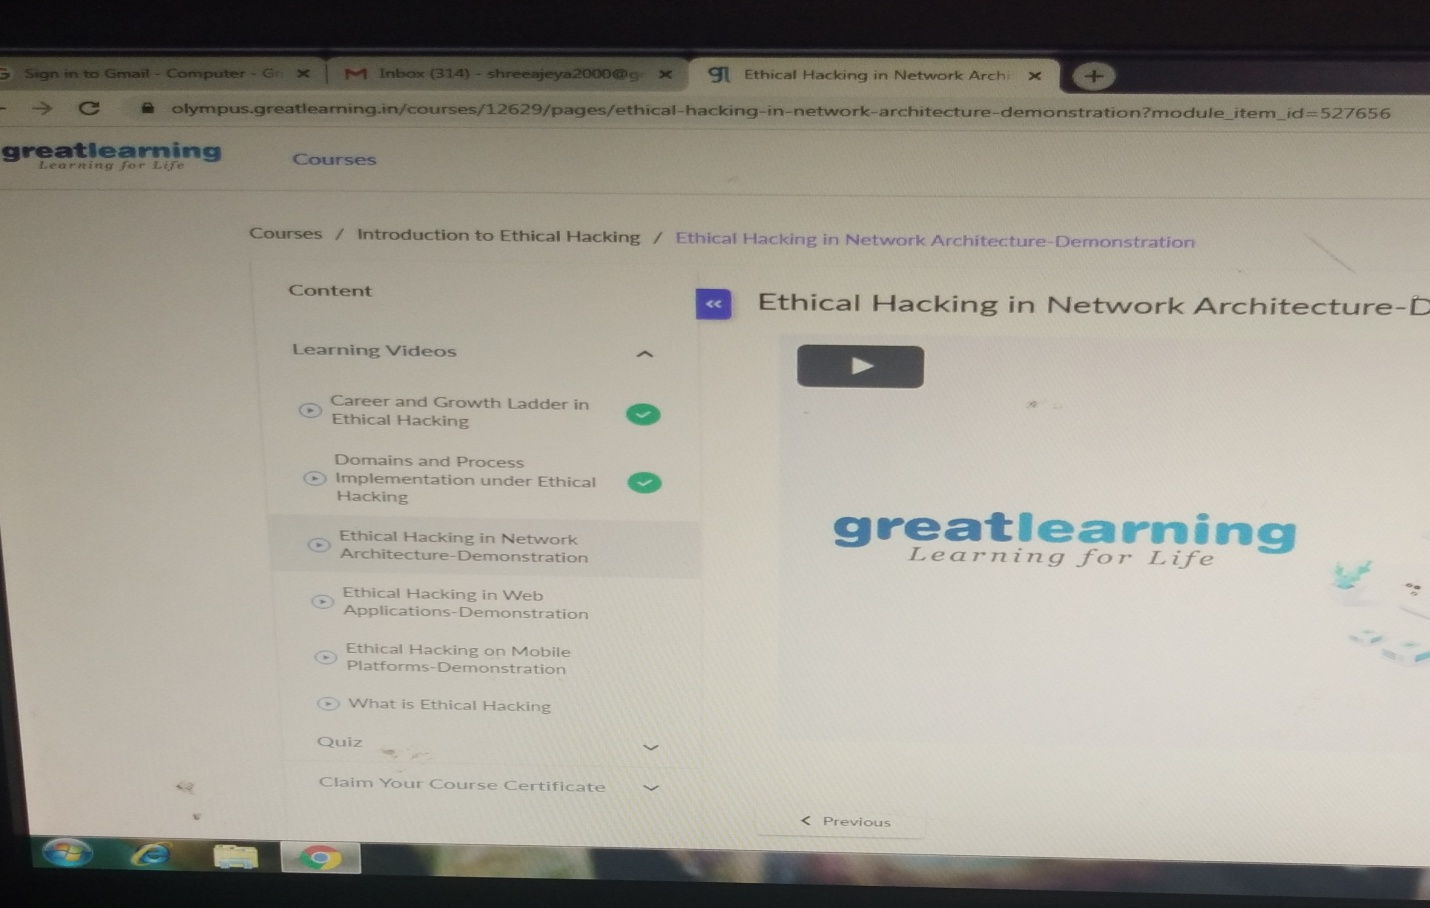 Sign in to Gmail - Computer - G
Inbox (314) - shreeajeya2000@g
Ethical Hacking in Network Archi
olympus.greatlearning.in/courses/12629/pages/ethical-hacking-in-network-architecture-demonstration?module_item_id=527656
greatlearning
Learning for Life
Courses
Courses / Introduction to Ethical Hacking / Ethical Hacking in Network Architecture-Demonstration
Content
Ethical Hacking in Network Architecture-D
Learning Videos
Career and Growth Ladder in
Ethical Hacking
Domains and Process
Implementation under Ethical
Hacking
Ethical Hacking in Network
Architecture-Demonstration
Ethical Hacking in Web
Applications-Demonstration
Ethical Hacking on Mobile
Platforms-Demonstration
What is Ethical Hacking
Quiz
Claim Your Course Certificate
greatlearning
Learning for Life
Previous